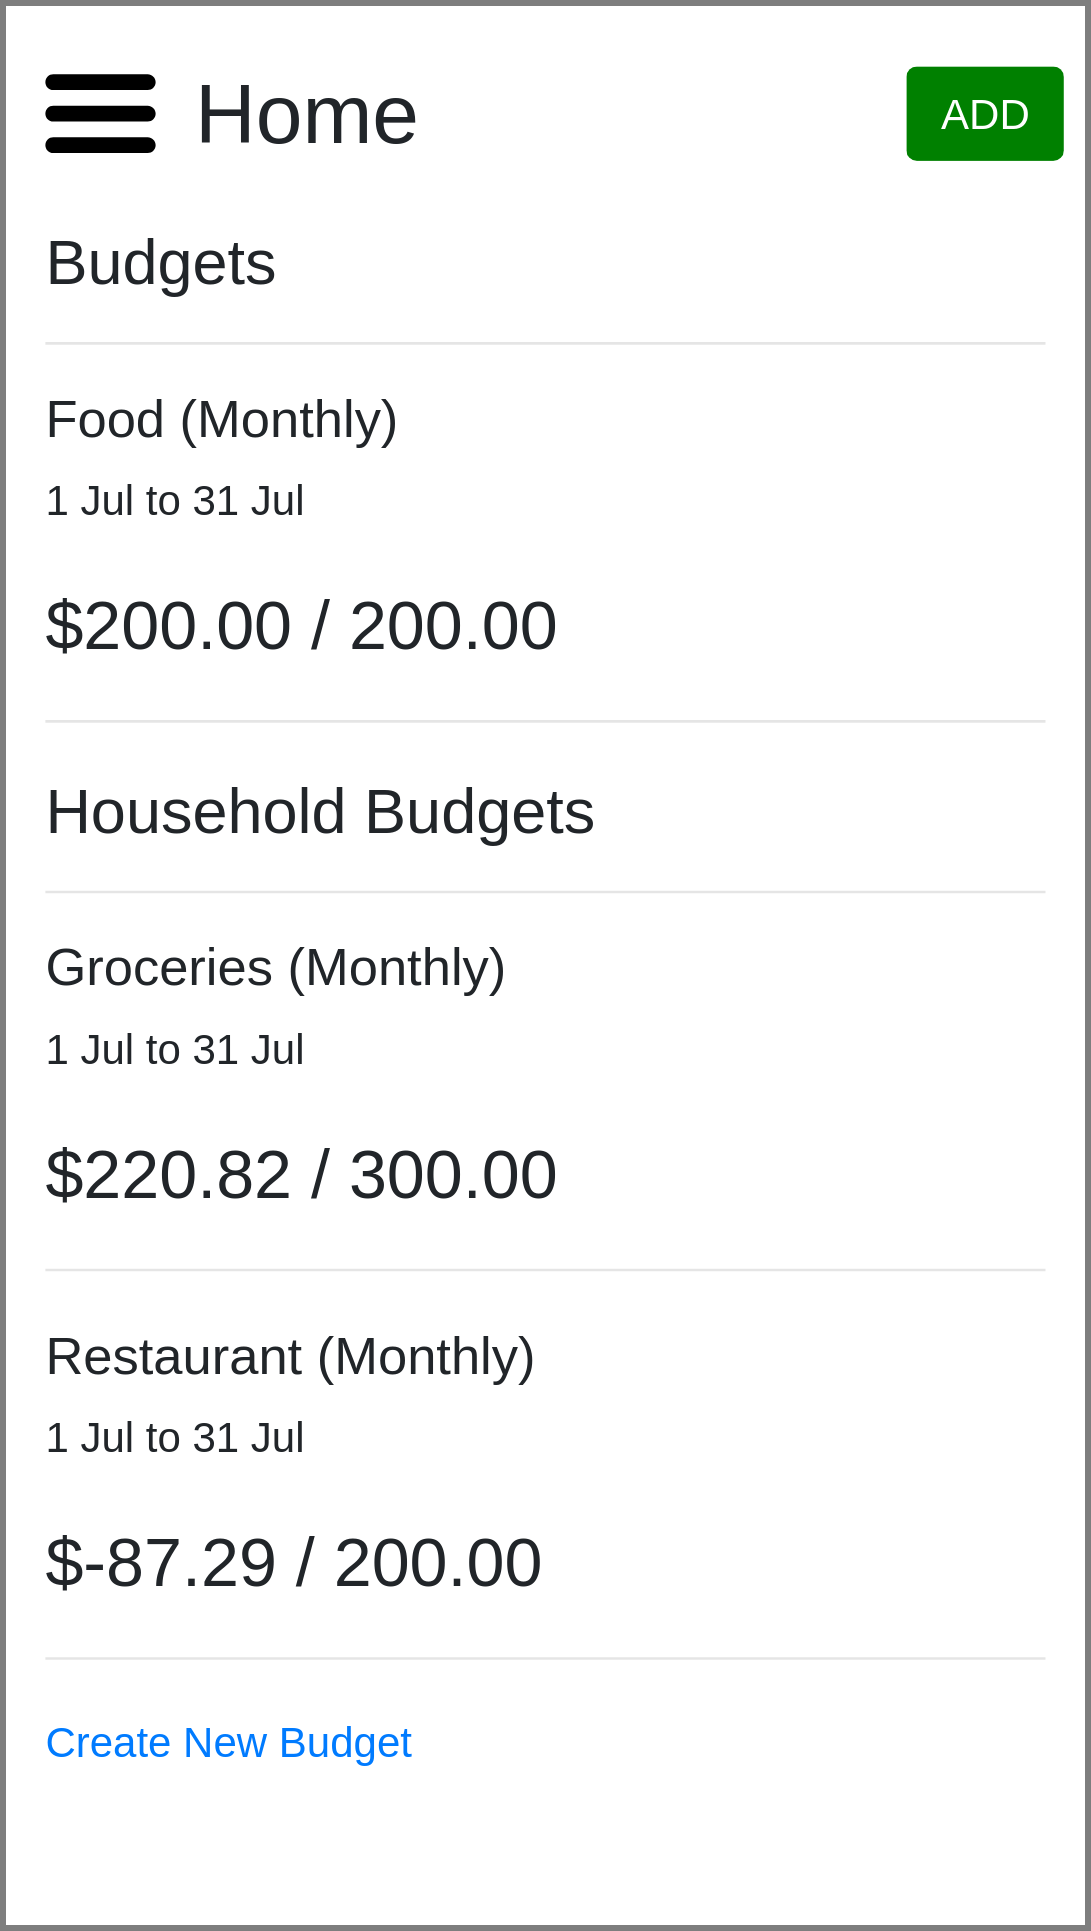 Home
ADD
Budgets
Food (Monthly)
1 Jul to 31 Jul
$200.00 / 200.00
Household Budgets
Groceries (Monthly)
1 Jul to 31 Jul
$220.82 / 300.00
Restaurant (Monthly)
1 Jul to 31 Jul
$-87.29 / 200.00
Create New Budget